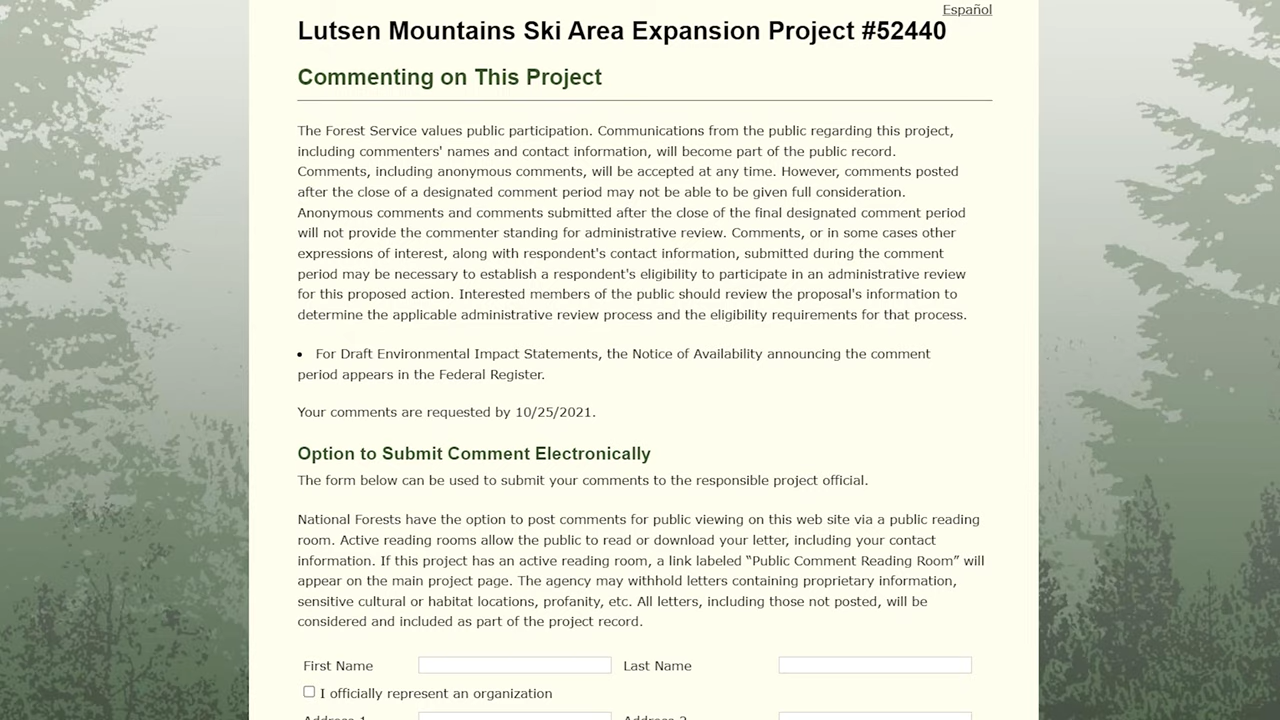 Español
Lutsen Mountains Ski Area Expansion Project #52440
Commenting on This Project
The Forest Service values public participation. Communications from the public regarding this project,
including commenters' names and contact information, will become part of the public record.
Comments, including anonymous comments, will be accepted at any time. However, comments posted
after the close of a designated comment period may not be able to be given full consideration.
Anonymous comments and comments submitted after the close of the final designated comment period
will not provide the commenter standing for administrative review. Comments, or in some cases other
expressions of interest, along with respondent's contact information, submitted during the comment
period may be necessary to establish a respondent's eligibility to participate in an administrative review
for this proposed action. Interested members of the public should review the proposal's information to
determine the applicable administrative review process and the eligibility requirements for that process.
• For Draft Environmental Impact Statements, the Notice of Availability announcing the comment
period appears in the Federal Register.
Your comments are requested by 10/25/2021.
Option to Submit Comment Electronically
The form below can be used to submit your comments to the responsible project official.
National Forests have the option to post comments for public viewing on this web site via a public reading
room. Active reading rooms allow the public to read or download your letter, including your contact
information. If this project has an active reading room, a link labeled “Public Comment Reading Room” will
appear on the main project page. The agency may withhold letters containing proprietary information,
sensitive cultural or habitat locations, profanity, etc. All letters, including those not posted, will be
considered and included as part of the project record.
First Name Last Name
I officially represent an organization
Address 1 Address 2